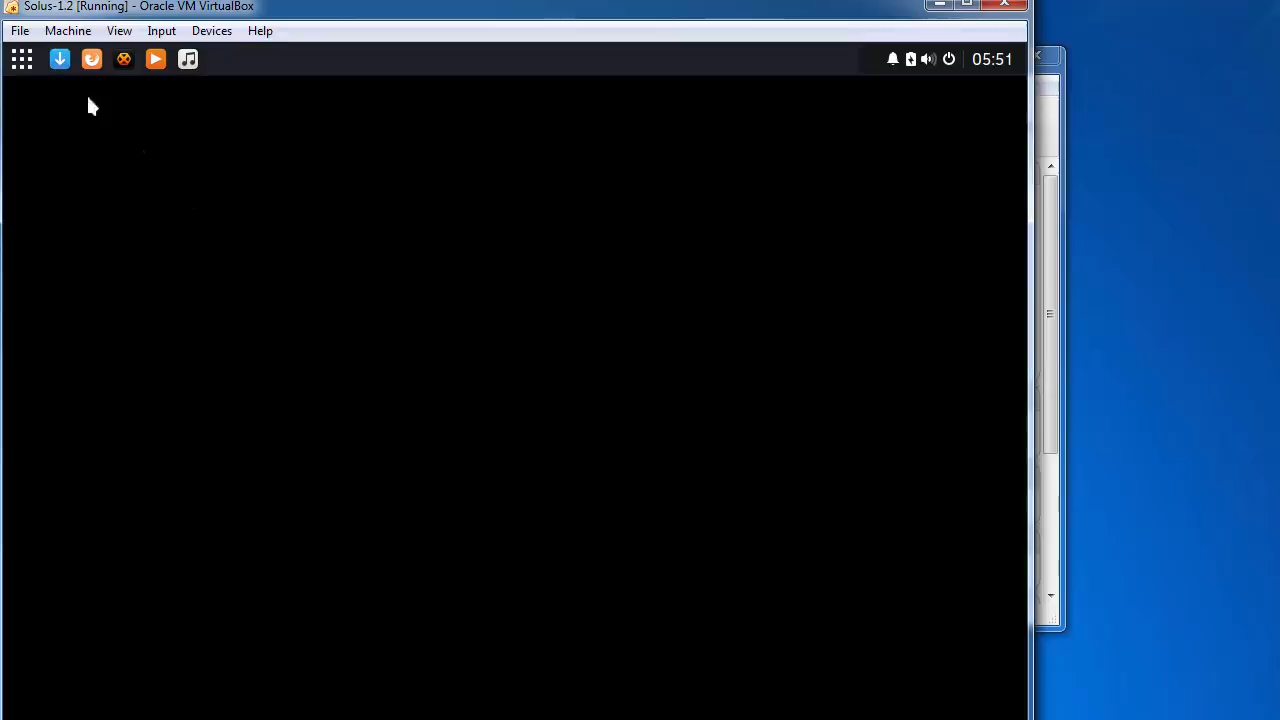 Solus-1.2 [Running] - Oracle VM VirtualBox
File Machine View Input Devices Help
05:51